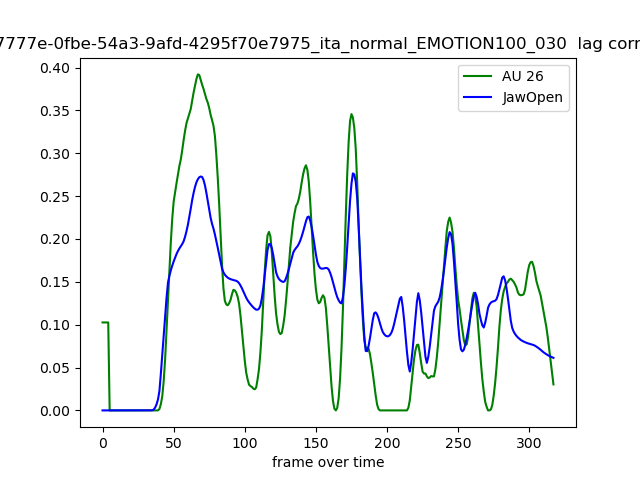 7777e-0fbe-54a3-9afd-4295f70e7975_ita_normal_EMOTION100_030 lag corr
0.40
0.35
0.30
0.25
0.20
0.15
0.10
0.05
0.00
AU 26
JawOpen
0 50 100 150 200 250 300
frame over time